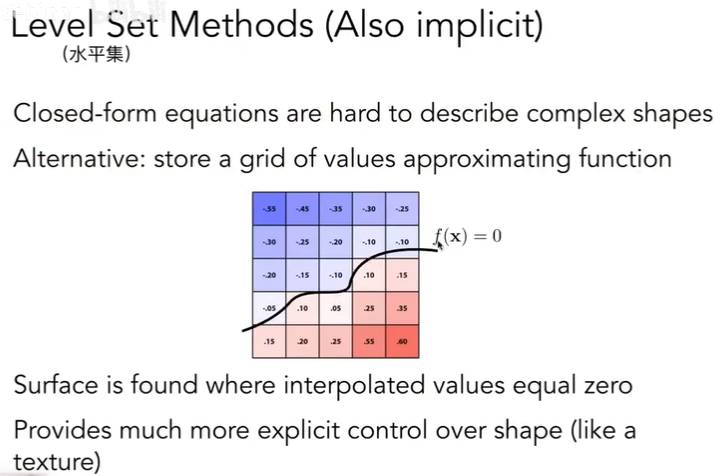 Level Set Methods (Also implicit)
(水平集)
Closed-form equations are hard to describe complex shapes
Alternative: store a grid of values approximating function
-.55 -.45 -.35 -.30 -.25
-.30 -.25 -.20 -.10 -.10
f(x) = 0
-.20 -.15 -.10 .10 .15
-.05 .10 .05 .25 .35
.15 .20 .25 .55 .60
Surface is found where interpolated values equal zero
Provides much more explicit control over shape (like a
texture)